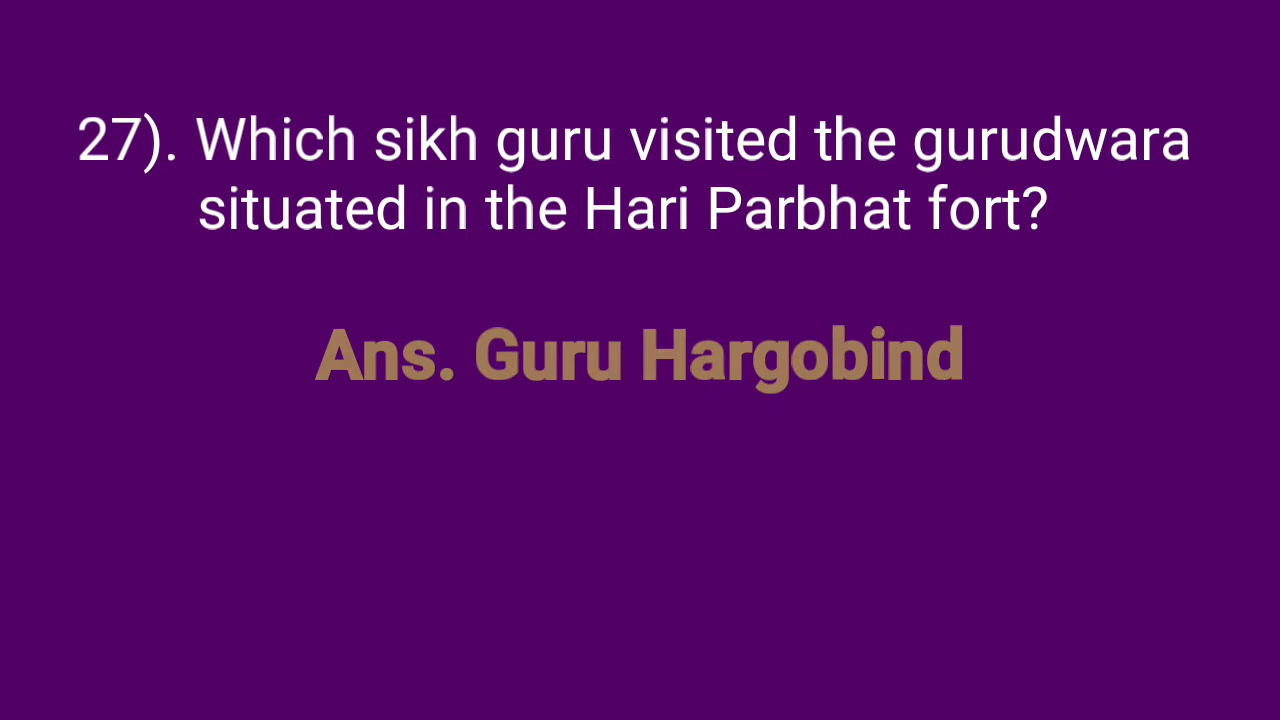 27). Which sikh guru visited the gurudwara
situated in the Hari Parbhat fort?
Ans. Guru Hargobind